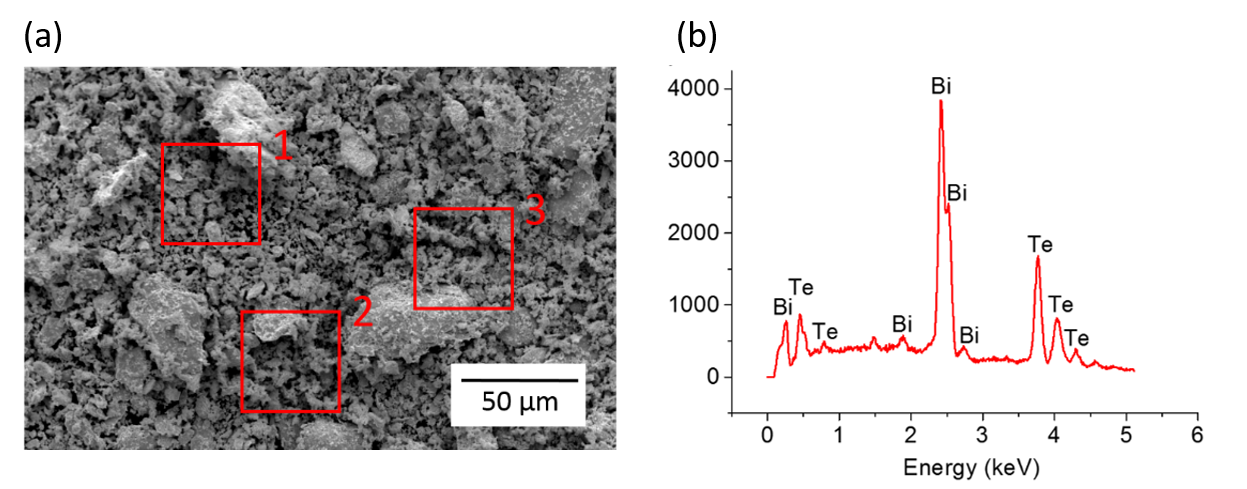 (a)
(b)
1
2
3
50 μm
4000
3000
2000
1000
0
Bi
Bi
Te
Te
Te
Bi
Te
Te
Bi
Bi
0 1 2 3 4 5 6
Energy (keV)